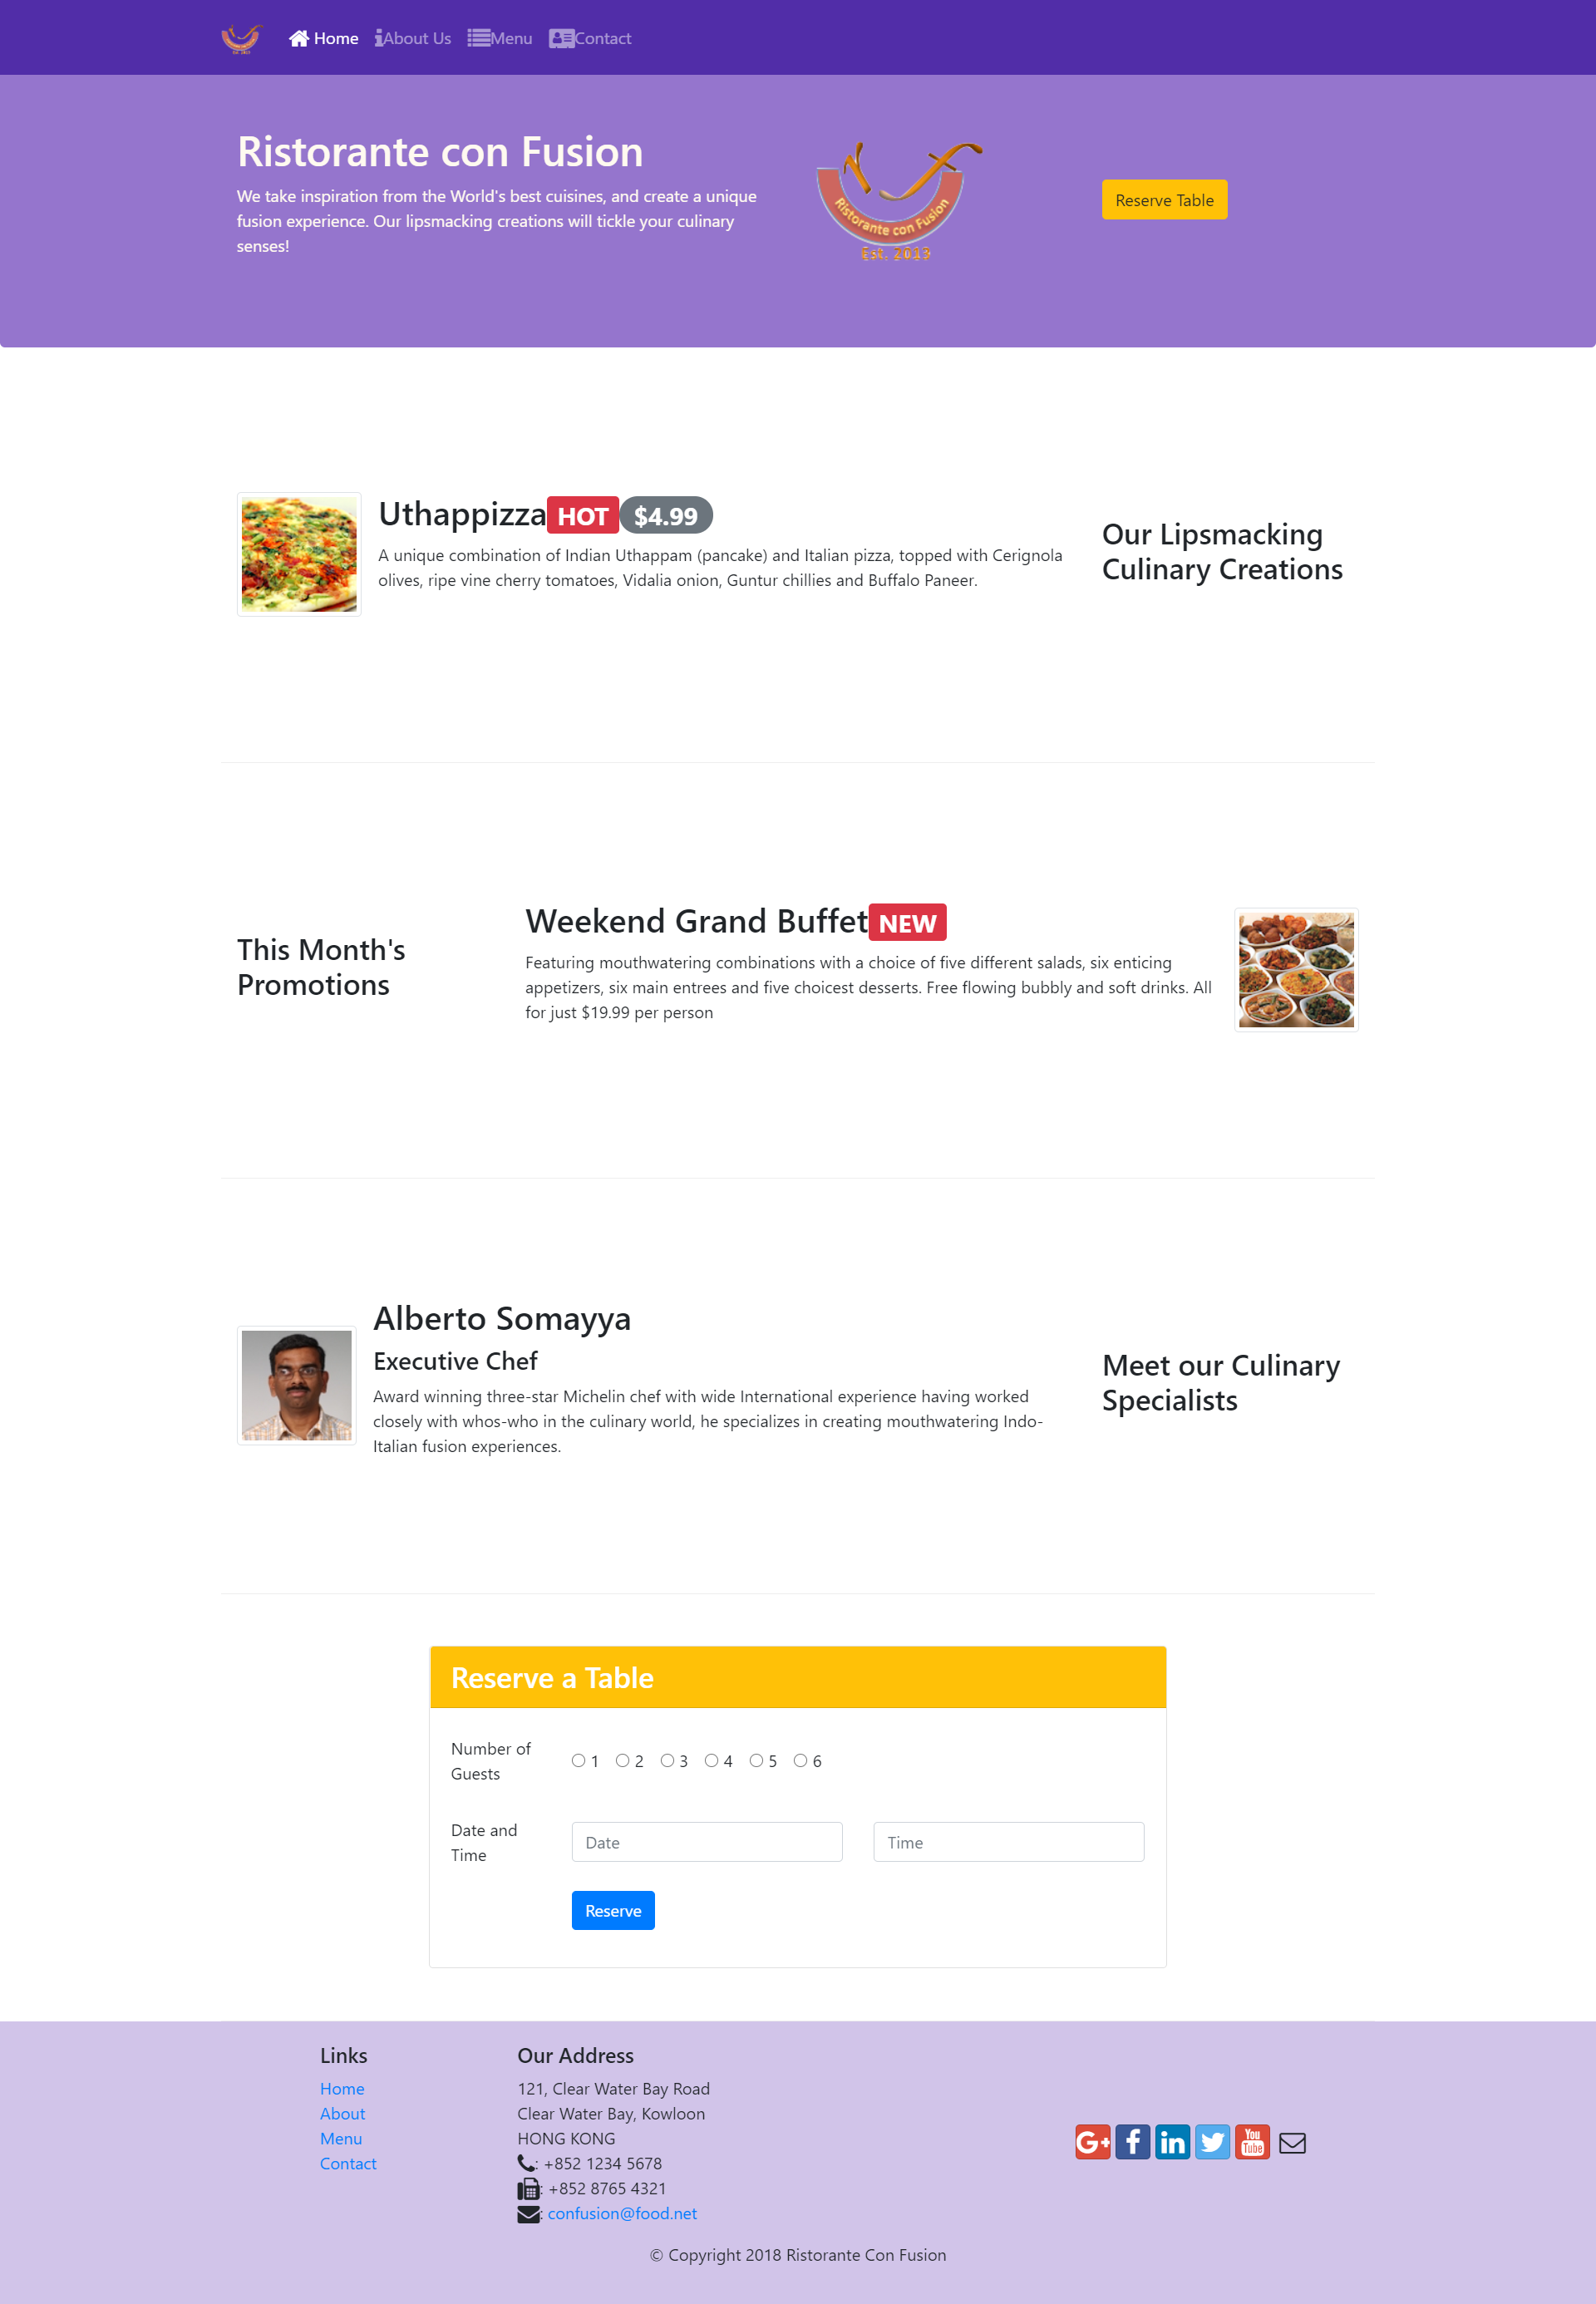 Home About Us Menu Contact
Ristorante con Fusion
We take inspiration from the World's best cuisines, and create a unique
fusion experience. Our lipsmacking creations will tickle your culinary
senses!
Ristorante con Fusion
Est. 2019
Reserve Table
Uthappizza HOT $4.99
A unique combination of Indian Uthappam (pancake) and Italian pizza, topped with Cerignola
olives, ripe vine cherry tomatoes, Vidalia onion, Guntur chillies and Buffalo Paneer.
Our Lipsmacking
Culinary Creations
This Month's
Promotions
Weekend Grand Buffet NEW
Featuring mouthwatering combinations with a choice of five different salads, six enticing
appetizers, six main entrees and five choicest desserts. Free flowing bubbly and soft drinks. All
for just $19.99 per person
Alberto Somayya
Executive Chef
Award winning three-star Michelin chef with wide International experience having worked
closely with whos-who in the culinary world, he specializes in creating mouthwatering Indo-
Italian fusion experiences.
Meet our Culinary
Specialists
Reserve a Table
Number of
Guests
1 2 3 4 5 6
Date and
Time
Date
Time
Reserve
Links
Home
About
Menu
Contact
Our Address
121, Clear Water Bay Road
Clear Water Bay, Kowloon
HONG KONG
: +852 1234 5678
: +852 8765 4321
: confusion@food.net
G+ f in You Tube
© Copyright 2018 Ristorante Con Fusion